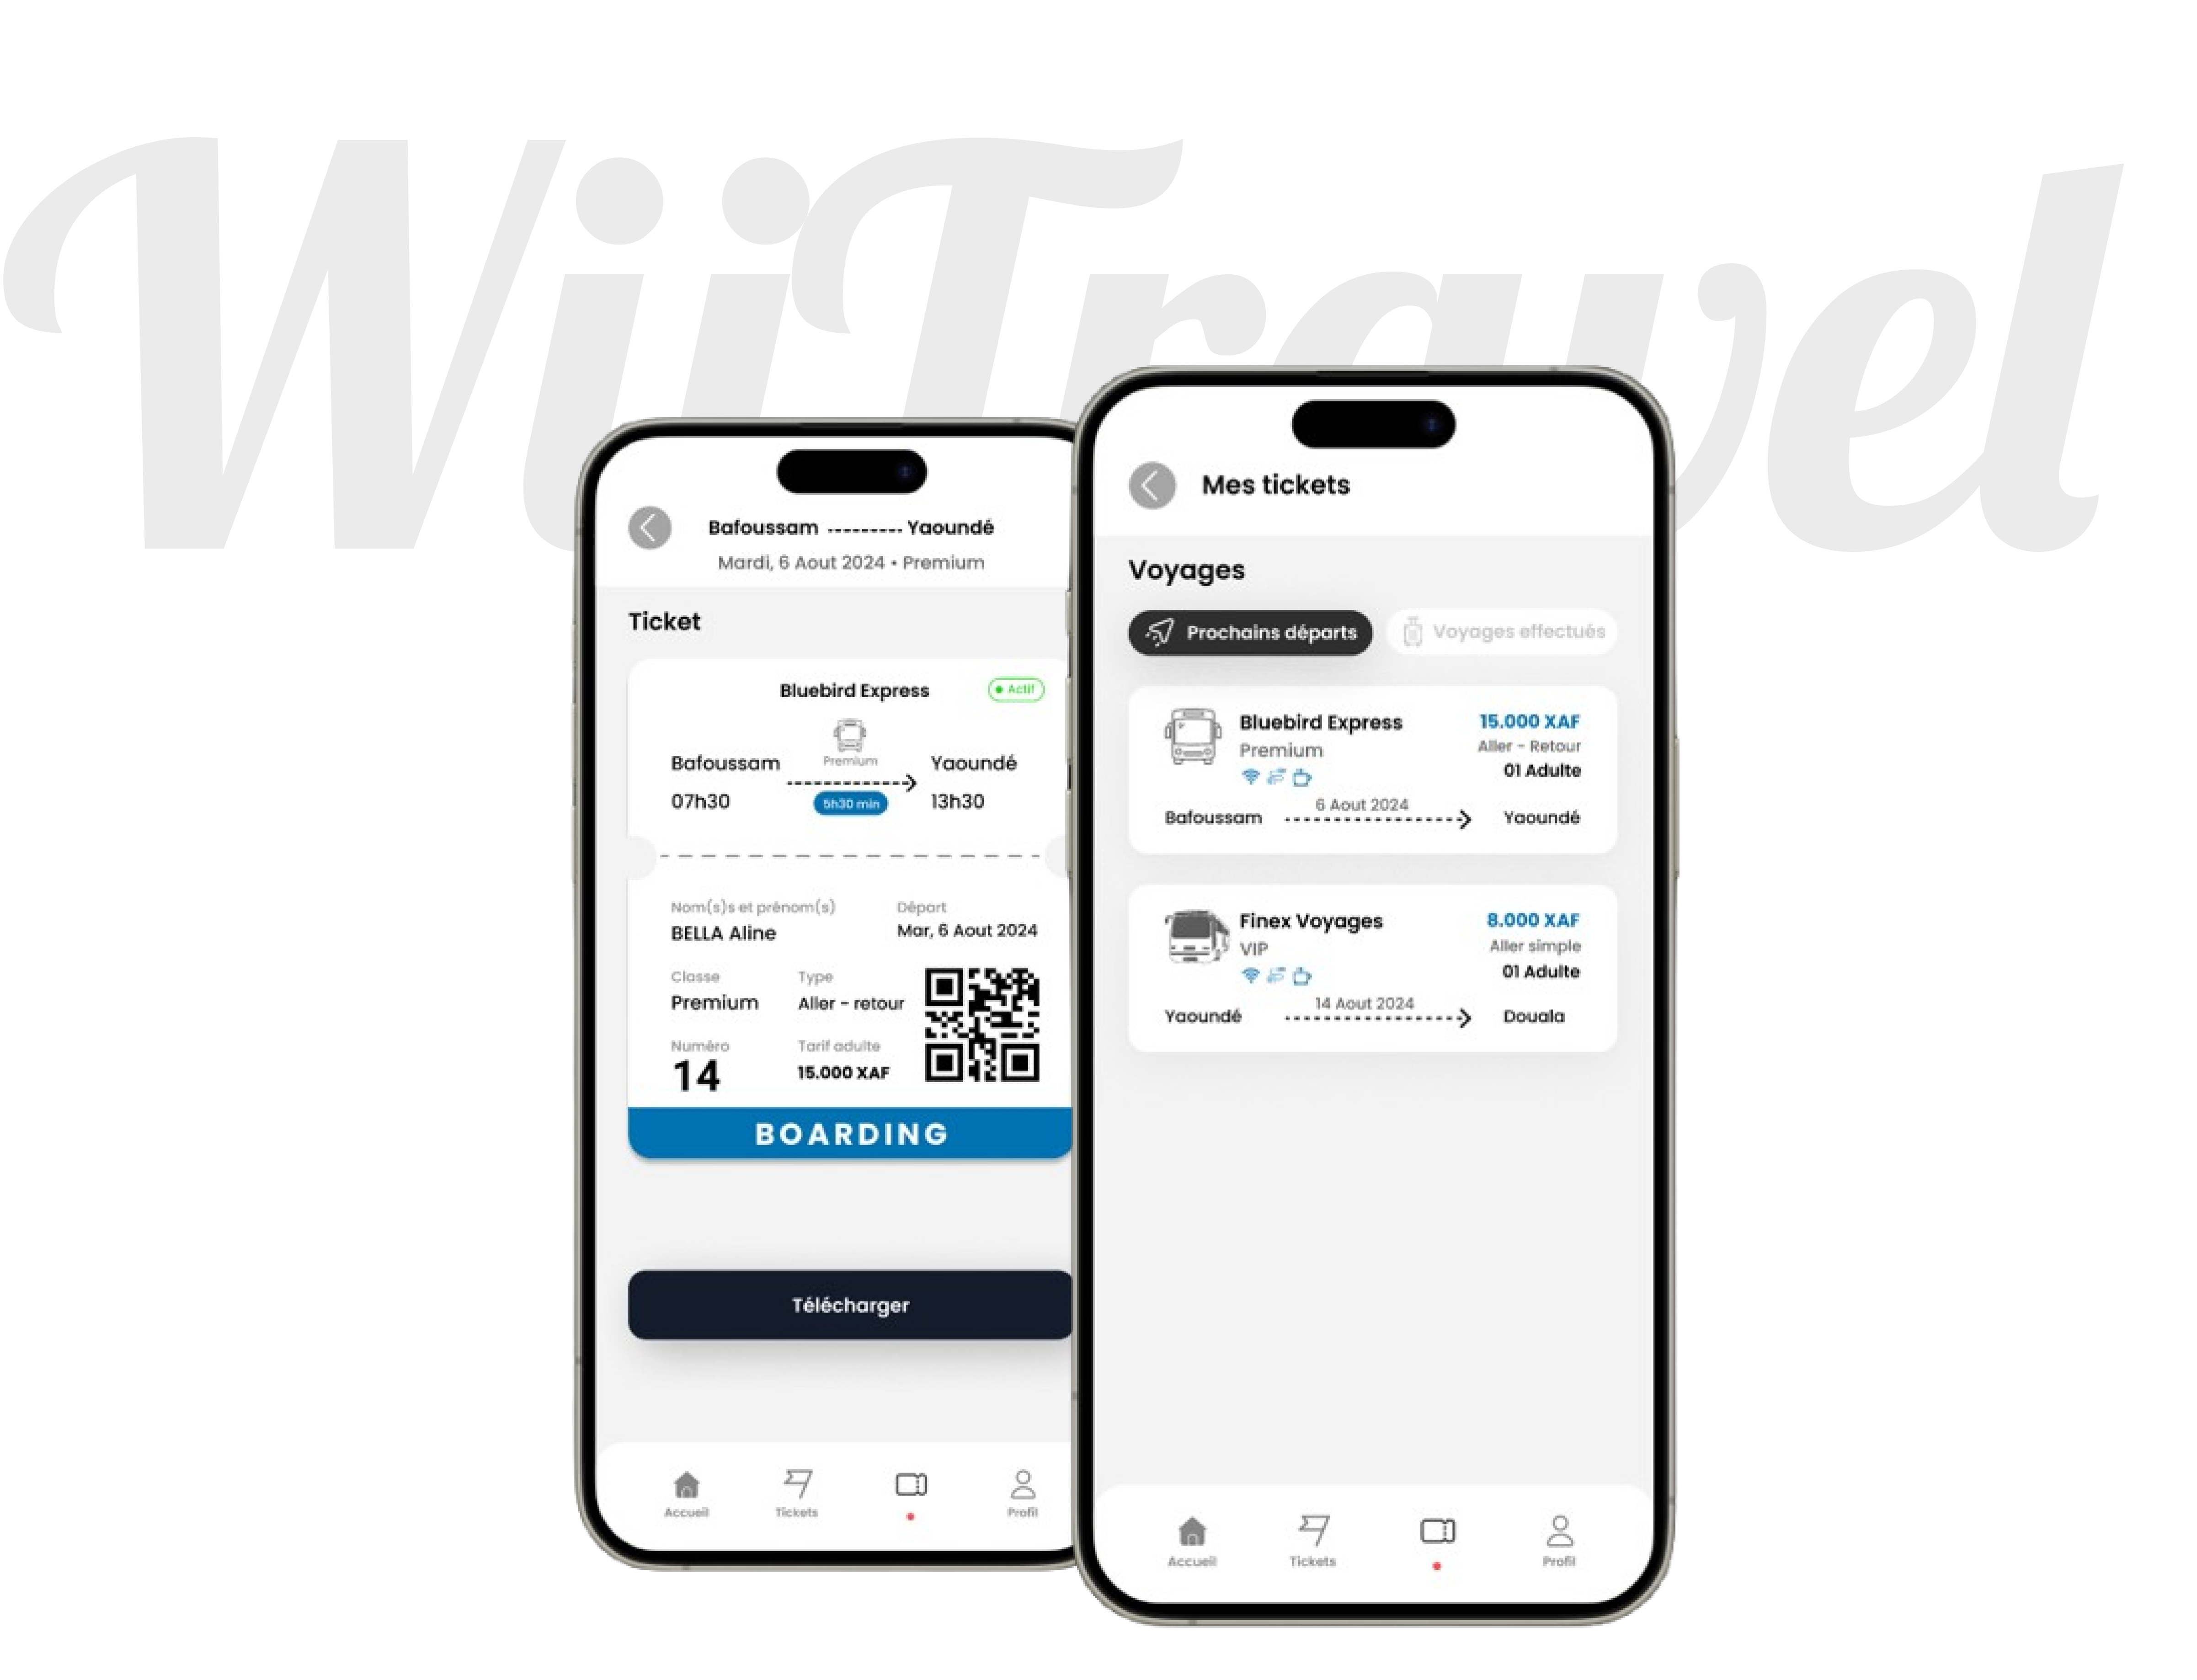 WiiTravel
Bafoussam --------- Yaoundé
Mardi, 6 Aout 2024 • Premium
Ticket
Bluebird Express
Actif
Bafoussam
Premium
Yaoundé
07h30
5h30 min
13h30
Nom(s)s et prénom(s)
Départ
BELLA Aline
Mar, 6 Aout 2024
Classe
Type
Premium
Aller - retour
Numéro
Tarif adulte
14
15.000 XAF
BOARDING
Télécharger
Accueil
Tickets
Profil
Mes tickets
Voyages
Prochains départs
Voyages effectués
Bluebird Express
15.000 XAF
Premium
Aller - Retour
01 Adulte
6 Aout 2024
Bafoussam
Yaoundé
Finex Voyages
8.000 XAF
VIP
Aller simple
01 Adulte
14 Aout 2024
Yaoundé
Douala
Accueil
Tickets
Profil